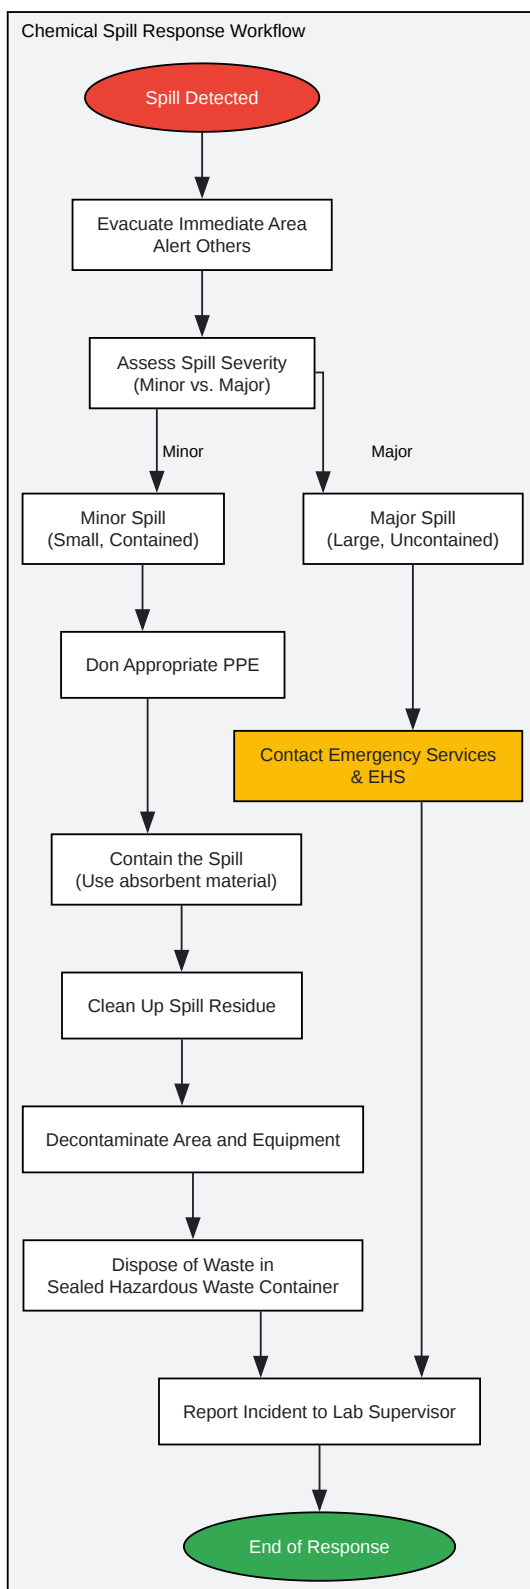 Chemical Spill Response Workflow
Spill Detected
Evacuate Immediate Area
Alert Others
Assess Spill Severity
(Minor vs. Major)
Minor
Major
Minor Spill
(Small, Contained)
Major Spill
(Large, Uncontained)
Don Appropriate PPE
Contact Emergency Services
& EHS
Contain the Spill
(Use absorbent material)
Clean Up Spill Residue
Decontaminate Area and Equipment
Dispose of Waste in
Sealed Hazardous Waste Container
Report Incident to Lab Supervisor
End of Response